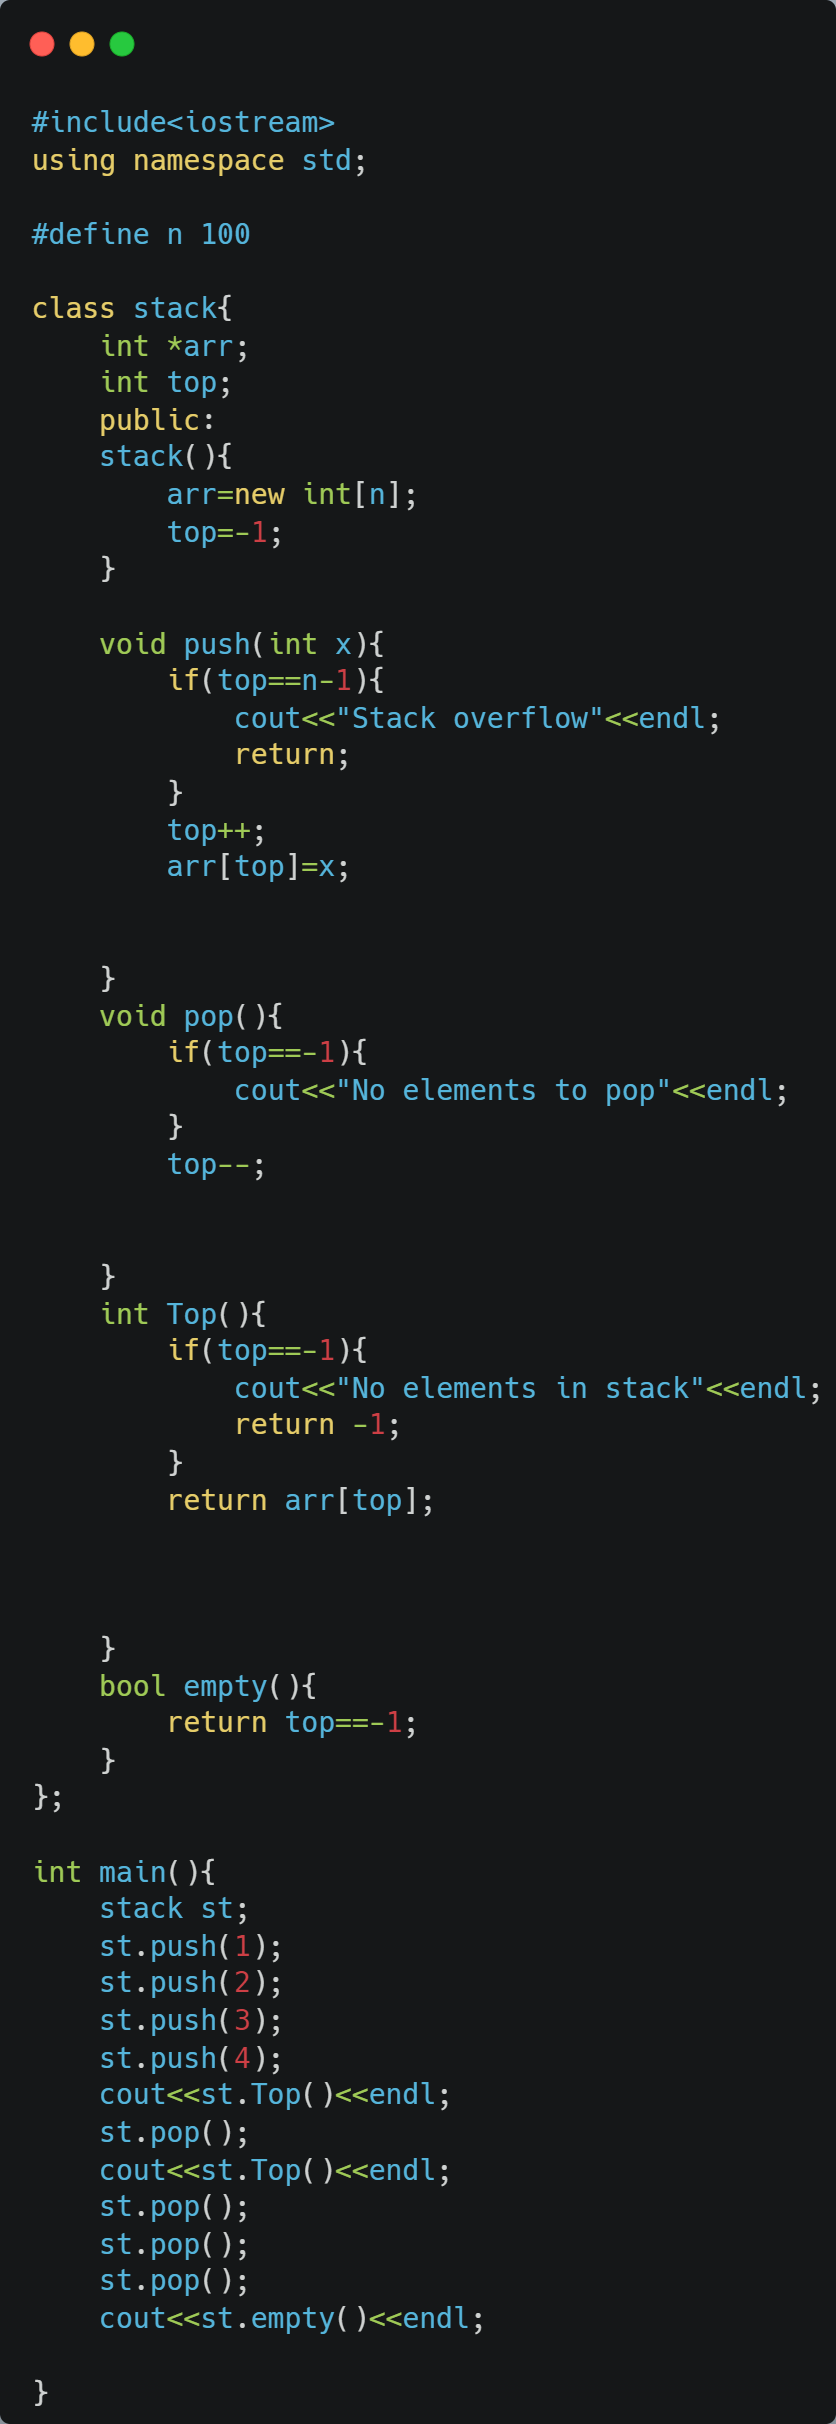 #include<iostream>
using namespace std;
#define n 100
class stack{
    int *arr;
    int top;
    public:
    stack(){
        arr=new int[n];
        top=-1;
    }
    void push(int x){
        if(top==n-1){
            cout<<"Stack overflow"<<endl;
            return;
        }
        top++;
        arr[top]=x;
    }
    void pop(){
        if(top==-1){
            cout<<"No elements to pop"<<endl;
        }
        top--;
    }
    int Top(){
        if(top==-1){
            cout<<"No elements in stack"<<endl;
            return -1;
        }
        return arr[top];
    }
    bool empty(){
        return top==-1;
    }
};
int main(){
    stack st;
    st.push(1);
    st.push(2);
    st.push(3);
    st.push(4);
    cout<<st.Top()<<endl;
    st.pop();
    cout<<st.Top()<<endl;
    st.pop();
    st.pop();
    st.pop();
    cout<<st.empty()<<endl;
}